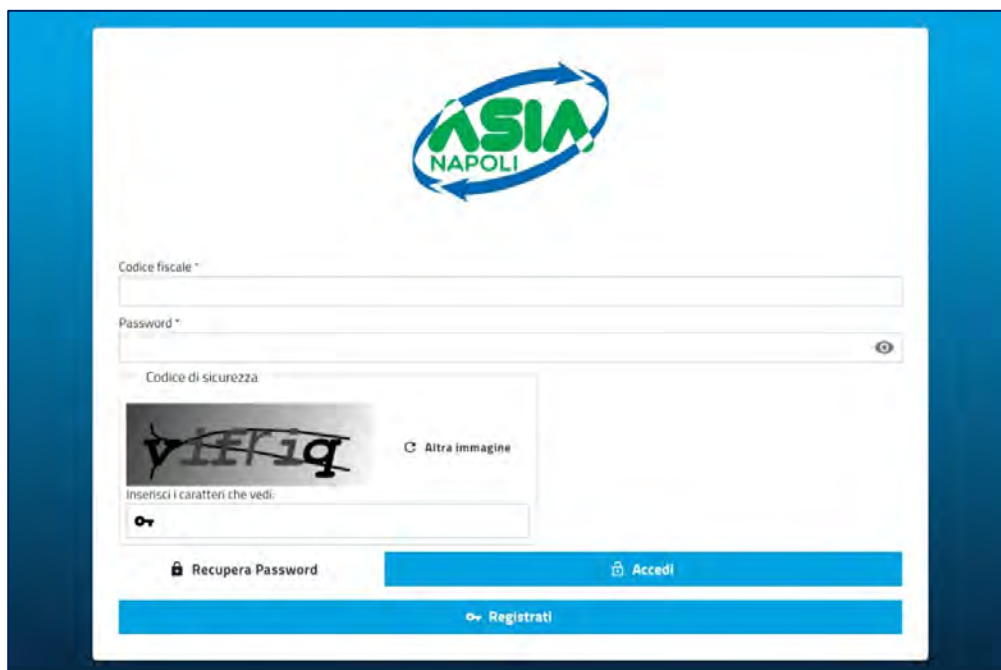 ASIA
NAPOLI
Codice fiscale *
Password *
Codice di sicurezza
Altra immagine
Inserisci i caratteri che vedi:
Recupera Password
Accedi
Registrati